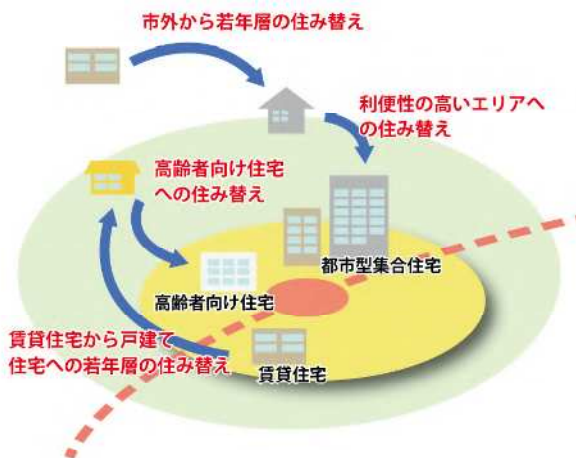 市外から若年層の住み替え
利便性の高いエリアへ
の住み替え
高齢者向け住宅
への住み替え
都市型集合住宅
高齢者向け住宅
賃貸住宅から戸建て
住宅への若年層の住み替え
賃貸住宅